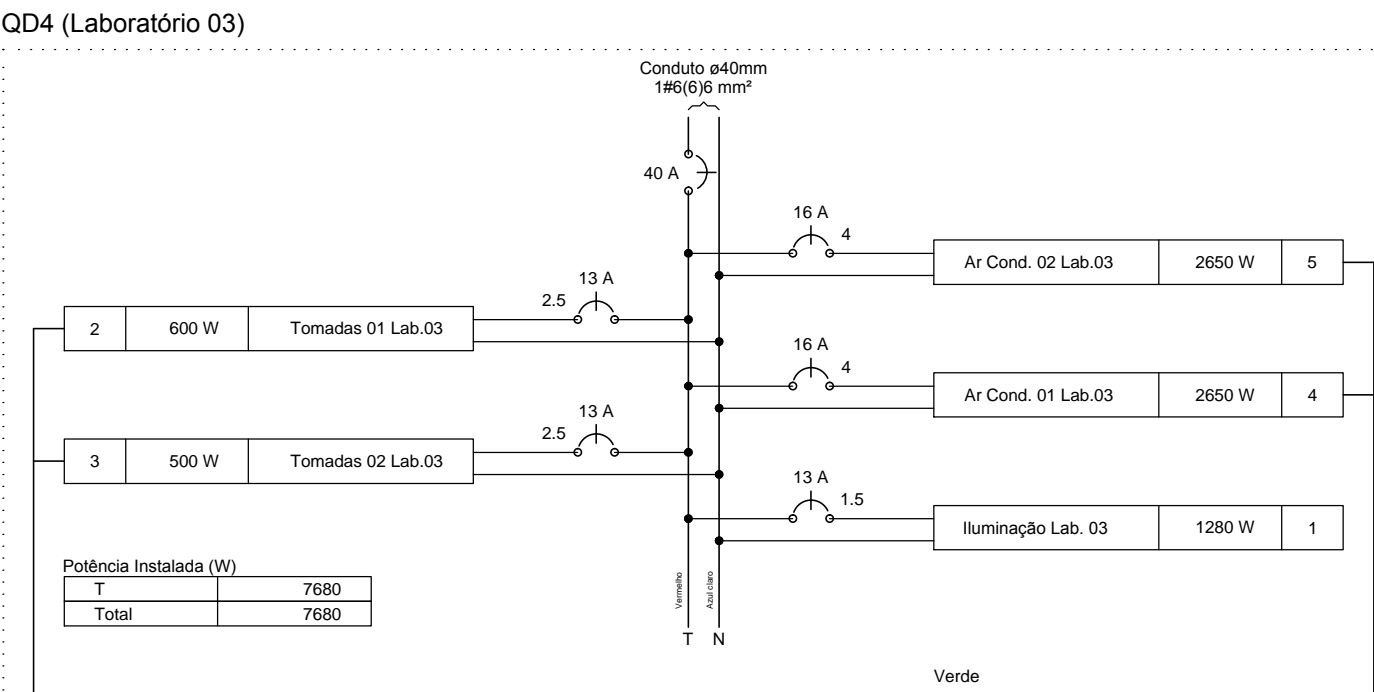 QD4 (Laboratório 03)
Conduto ø40mm
1#6(6)6 mm²
40 A
16 A
4
Ar Cond. 02 Lab.03 2650 W 5
13 A
2.5
2 600 W Tomadas 01 Lab.03
16 A
4
Ar Cond. 01 Lab.03 2650 W 4
13 A
2.5
3 500 W Tomadas 02 Lab.03
13 A
1.5
Iluminação Lab. 03 1280 W 1
Potência Instalada (W)
T 7680
Total 7680
Vermelho
Azul claro
T N
Verde